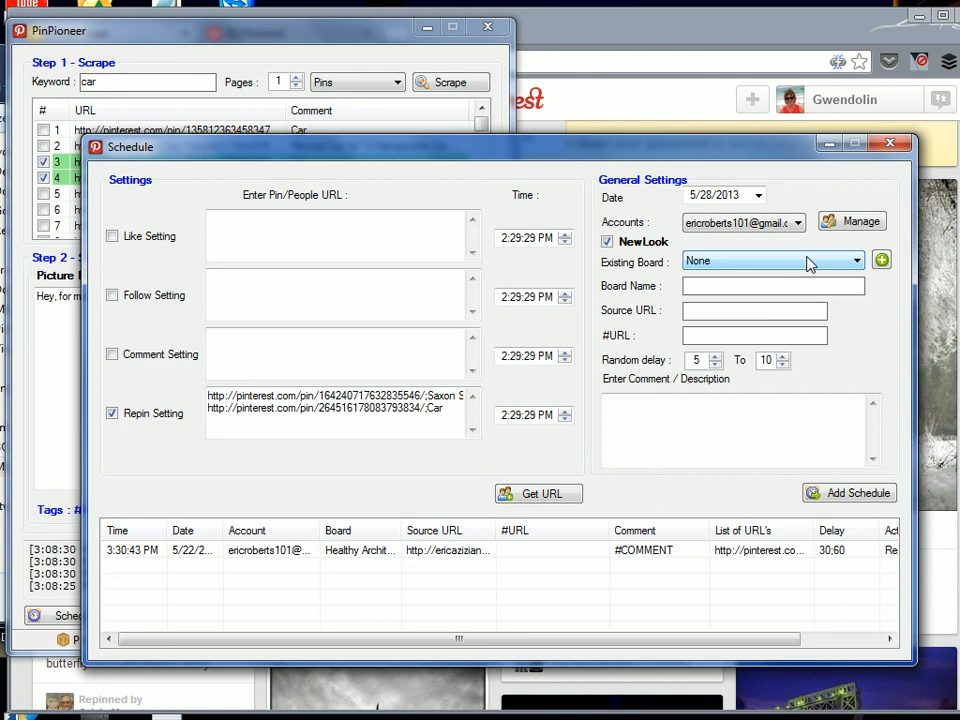 PinPioneer
Step 1 - Scrape
Keyword : car Pages : 1 Pins Scrape
# URL Comment
1 http://pinterest.com/pin/135812363458347 Car
2
3
4
5
6
7
Step 2 -
Picture
Hey, for m
Tags : #
[3:08:30
[3:08:30
[3:08:30
[3:08:25
Sched
P
est
Gwendolin
Schedule
Settings
Enter Pin/People URL : Time :
Like Setting 2:29:29 PM
Follow Setting 2:29:29 PM
Comment Setting 2:29:29 PM
Repin Setting http://pinterest.com/pin/164240717632835546/;Saxon S 2:29:29 PM
http://pinterest.com/pin/264516178083793834/;Car
Get URL
General Settings
Date 5/28/2013
Accounts : ericroberts101@gmail.c Manage
NewLook
Existing Board : None
Board Name :
Source URL :
#URL :
Random delay : 5 To 10
Enter Comment / Description
Add Schedule
Time Date Account Board Source URL #URL Comment List of URL's Delay Act
3:30:43 PM 5/22/2... ericroberts101@... Healthy Archit... http://ericazizian... #COMMENT http://pinterest.co... 30;60 Re
butterfl
Repinned by